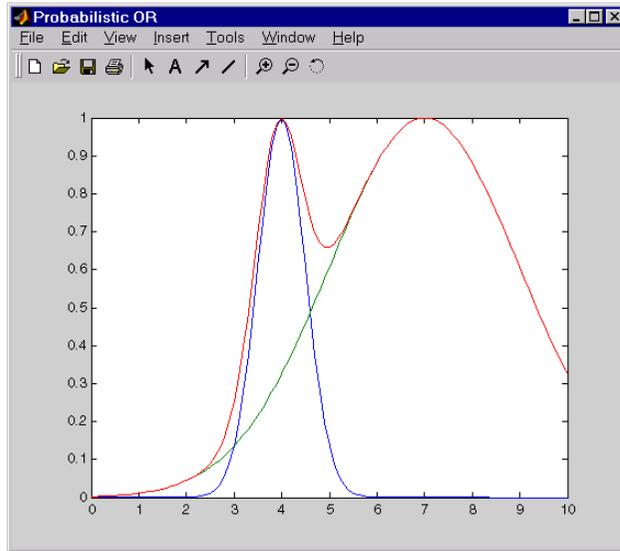 Probabilistic OR
File Edit View Insert Tools Window Help
A
1
0.9
0.8
0.7
0.6
0.5
0.4
0.3
0.2
0.1
0
0 1 2 3 4 5 6 7 8 9 10